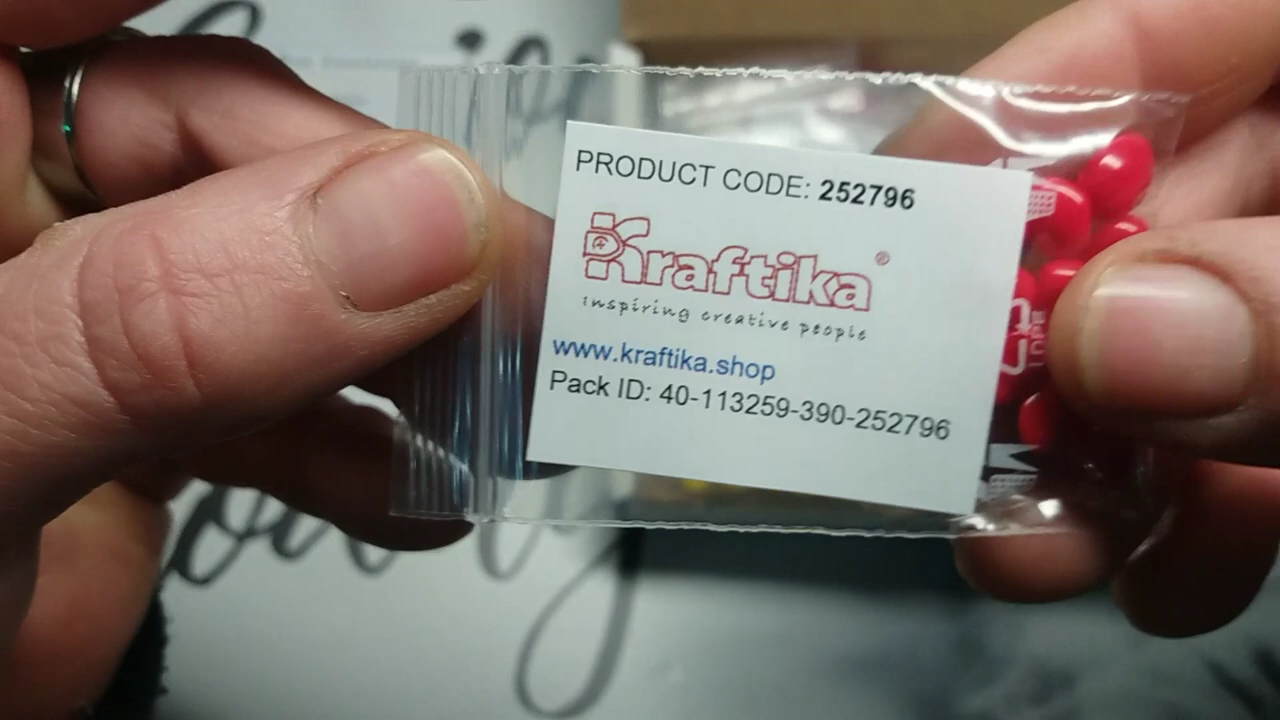 PRODUCT CODE: 252796
Kraftika®
Inspiring creative people
www.kraftika.shop
Pack ID: 40-113259-390-252796